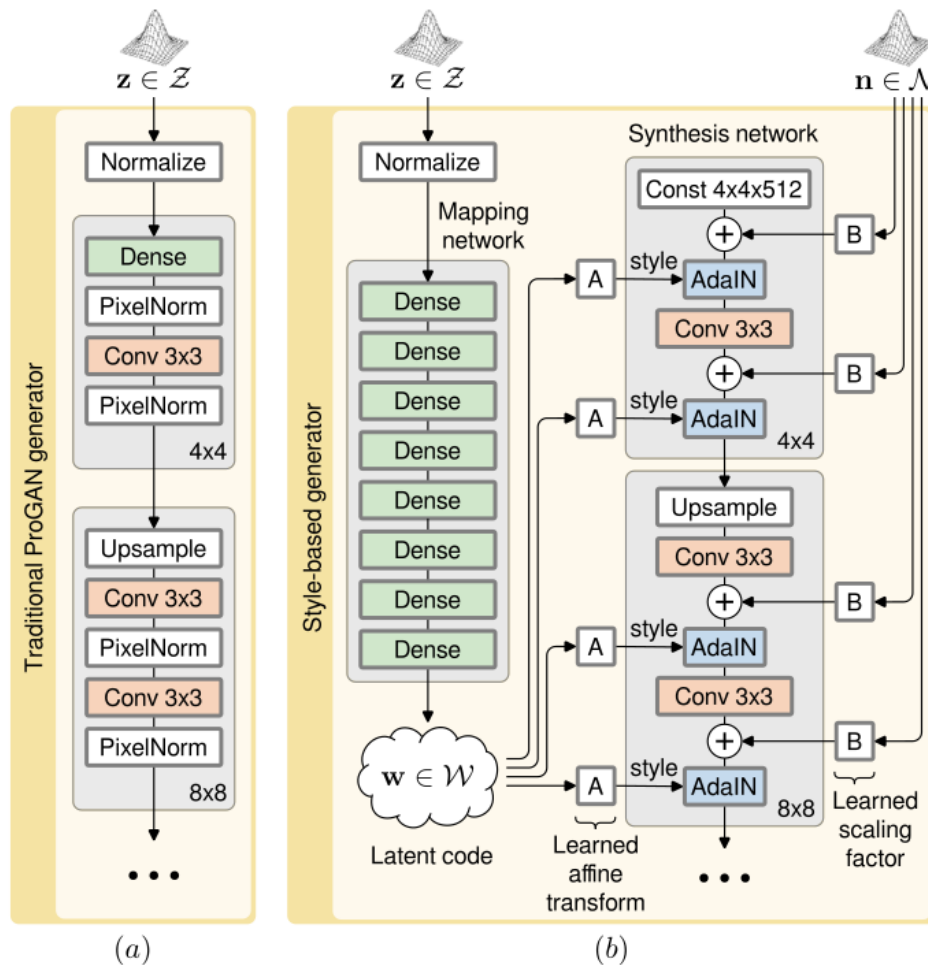 z ∈ Z
Traditional ProGAN generator
Normalize
Dense
PixelNorm
Conv 3x3
PixelNorm
4x4
Upsample
Conv 3x3
PixelNorm
Conv 3x3
PixelNorm
8x8
• • •
(a)
z ∈ Z
n ∈ N
Style-based generator
Normalize
Mapping
network
Dense
Dense
Dense
Dense
Dense
Dense
Dense
Dense
w ∈ W
Latent code
A
style
A
style
A
style
A
style
Learned
affine
transform
Synthesis network
Const 4x4x512
+
B
AdaIN
Conv 3x3
+
B
AdaIN
4x4
Upsample
Conv 3x3
+
B
AdaIN
Conv 3x3
+
B
AdaIN
8x8
Learned
scaling
factor
• • •
(b)